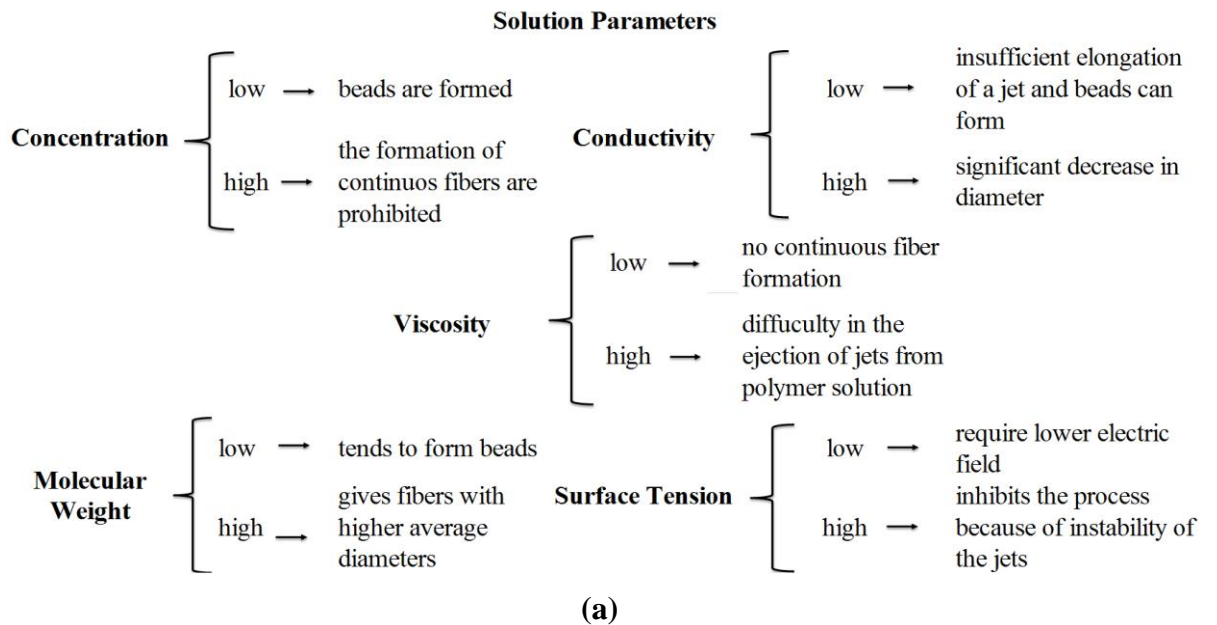 Solution Parameters
Concentration
low → beads are formed
high → the formation of
continuos fibers are
prohibited
Conductivity
low → insufficient elongation
of a jet and beads can
form
high → significant decrease in
diameter
Viscosity
low → no continuous fiber
formation
high → diffuculty in the
ejection of jets from
polymer solution
Molecular
Weight
low → tends to form beads
high → gives fibers with
higher average
diameters
Surface Tension
low → require lower electric
field
high → inhibits the process
because of instability of
the jets
(a)